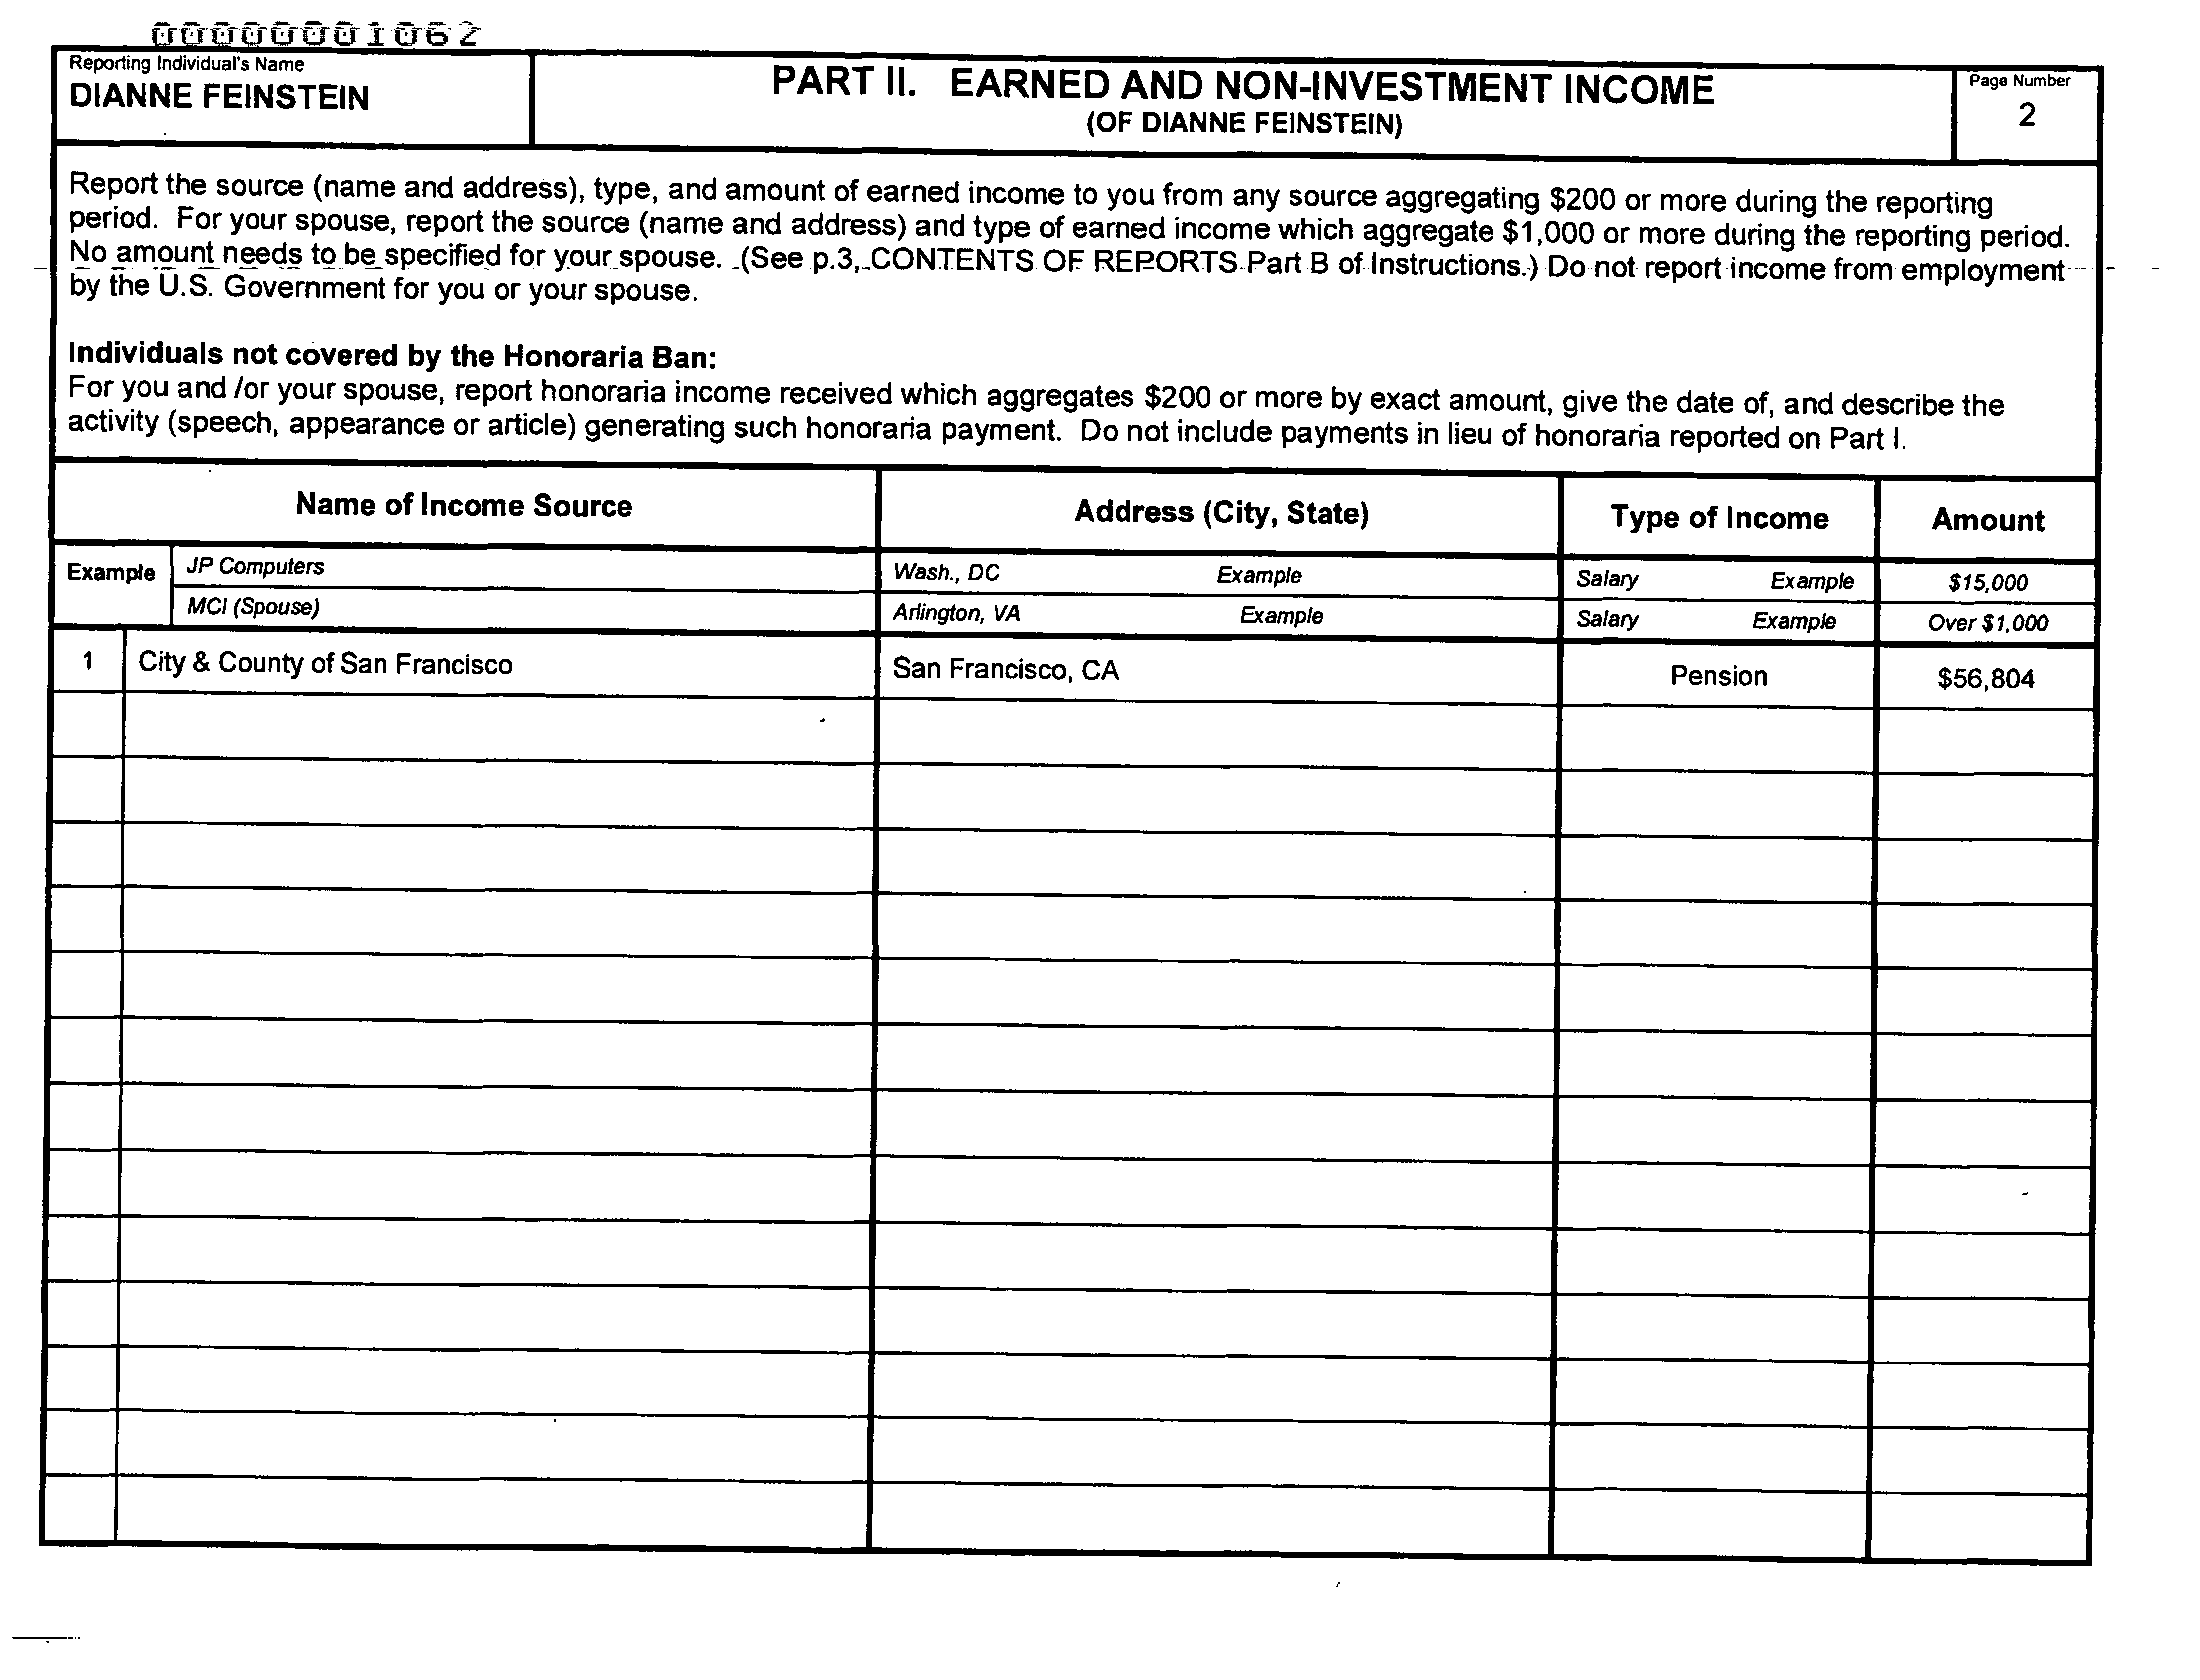 00000001062
Reporting Individual's Name
DIANNE FEINSTEIN
PART II. EARNED AND NON-INVESTMENT INCOME
(OF DIANNE FEINSTEIN)
Page Number
2
Report the source (name and address), type, and amount of earned income to you from any source aggregating $200 or more during the reporting
period. For your spouse, report the source (name and address) and type of earned income which aggregate $1,000 or more during the reporting period.
No amount needs to be specified for your spouse. (See p.3, CONTENTS OF REPORTS Part B of Instructions.) Do not report income from employment
by the U.S. Government for you or your spouse.
Individuals not covered by the Honoraria Ban:
For you and /or your spouse, report honoraria income received which aggregates $200 or more by exact amount, give the date of, and describe the
activity (speech, appearance or article) generating such honoraria payment. Do not include payments in lieu of honoraria reported on Part I.
Name of Income Source Address (City, State) Type of Income Amount
Example JP Computers Wash., DC Example Salary Example $15,000
MCI (Spouse) Arlington, VA Example Salary Example Over $1,000
1 City & County of San Francisco San Francisco, CA Pension $56,804